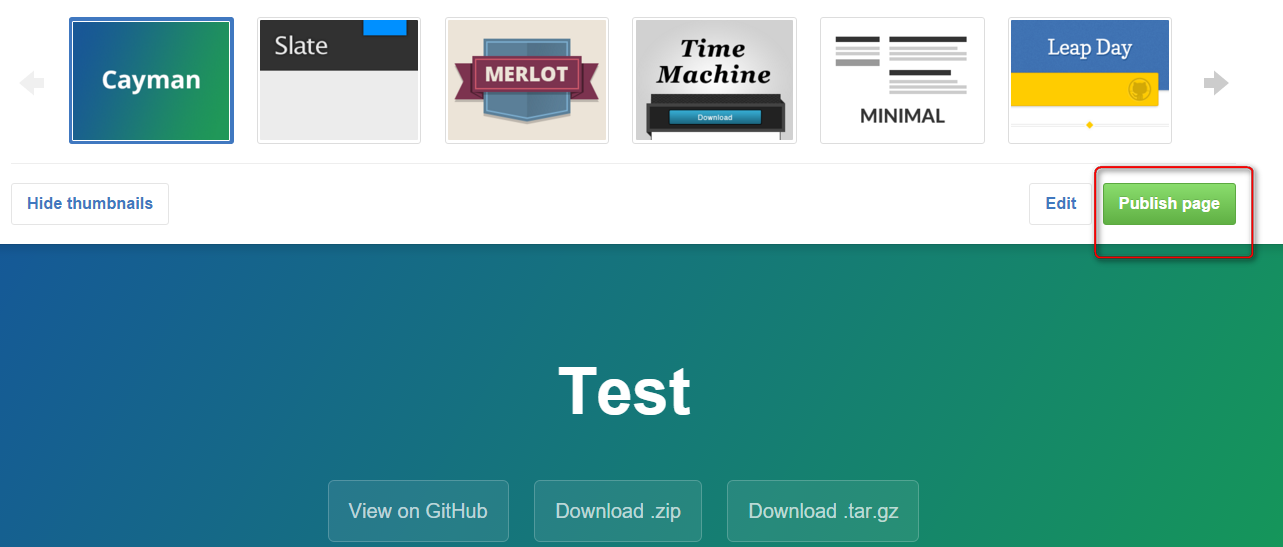 Cayman
Slate
MERLOT
Time
Machine
Download
MINIMAL
Leap Day
Hide thumbnails
Edit
Publish page
Test
View on GitHub
Download .zip
Download .tar.gz